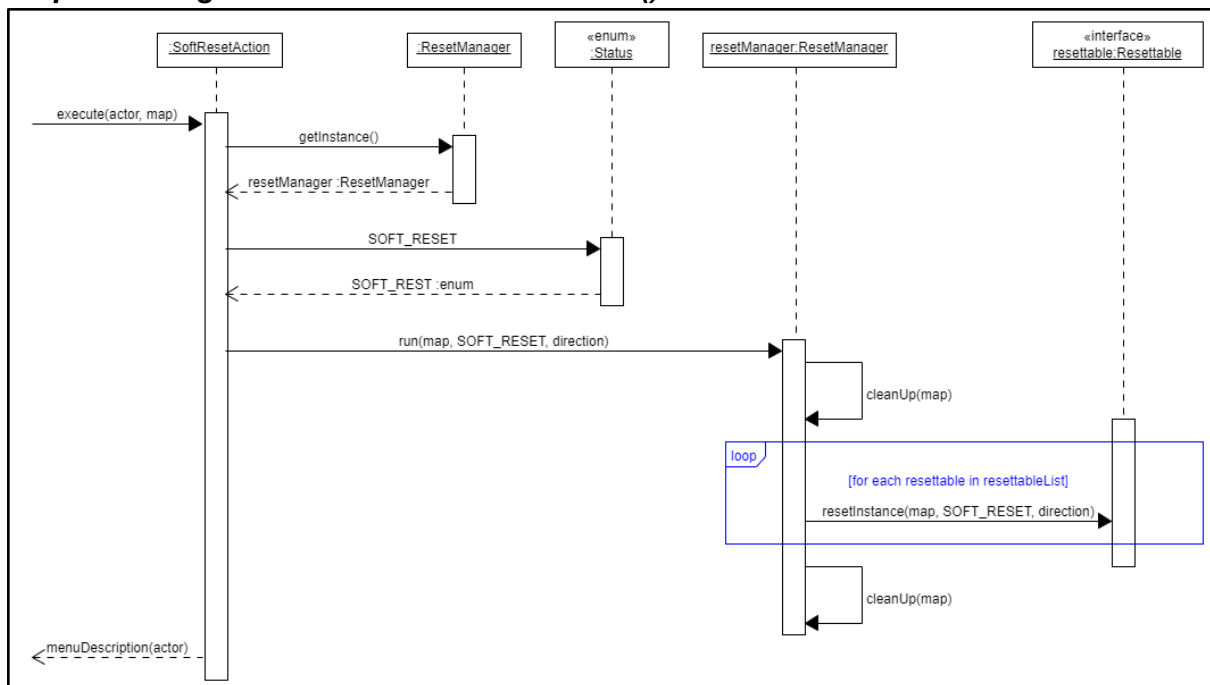 ()
:SoftResetAction
:ResetManager
«enum»
:Status
resetManager:ResetManager
«interface»
resettable:Resettable
execute(actor, map)
getInstance()
resetManager :ResetManager
SOFT_RESET
SOFT_REST :enum
run(map, SOFT_RESET, direction)
cleanUp(map)
loop
[for each resettable in resettableList]
resetInstance(map, SOFT_RESET, direction)
cleanUp(map)
menuDescription(actor)